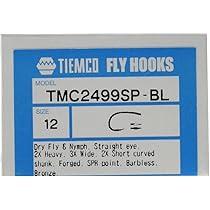 TIEMCO FLY HOOKS
MODEL
TMC2499SP-BL
SIZE
12
Dry Fly & Nymph. Straight eye.
2X Heavy. 3X Wide. 2X Short curved
shank. Forged. SPH point. Barbless.
Bronze.